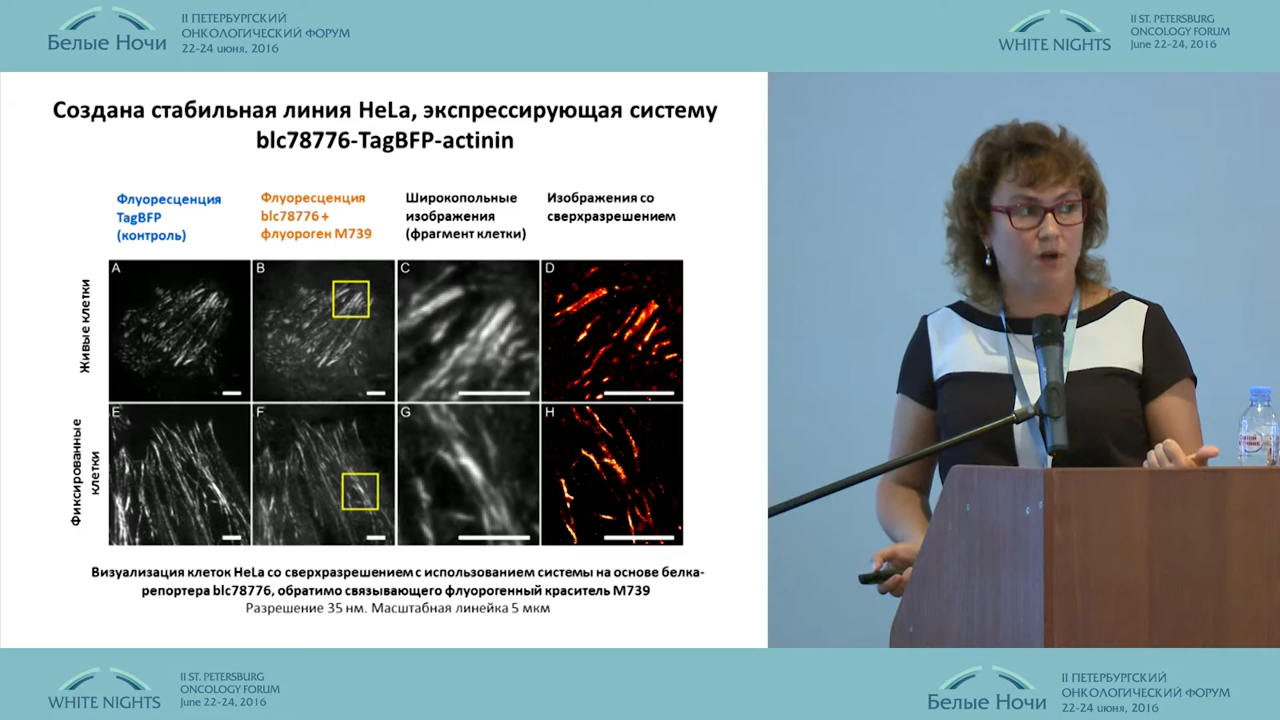 Белые Ночи
II ПЕТЕРБУРГСКИЙ
ОНКОЛОГИЧЕСКИЙ ФОРУМ
22-24 июня, 2016
WHITE NIGHTS
II ST. PETERSBURG
ONCOLOGY FORUM
June 22-24, 2016
Создана стабильная линия HeLa, экспрессирующая систему
blc78776-TagBFP-actinin
Флуоресценция
TagBFP
(контроль)
Флуоресценция
blc78776 +
флуороген M739
Широкопольные
изображения
(фрагмент клетки)
Изображения со
сверхразрешением
Живые клетки
A
B
C
D
Фиксированные
клетки
E
F
G
H
Визуализация клеток HeLa со сверхразрешением с использованием системы на основе белка-
репортера blc78776, обратимо связывающего флуорогенный краситель M739
Разрешение 35 нм. Масштабная линейка 5 мкм
WHITE NIGHTS
II ST. PETERSBURG
ONCOLOGY FORUM
June 22-24, 2016
Белые Ночи
II ПЕТЕРБУРГСКИЙ
ОНКОЛОГИЧЕСКИЙ ФОРУМ
22-24 июня, 2016